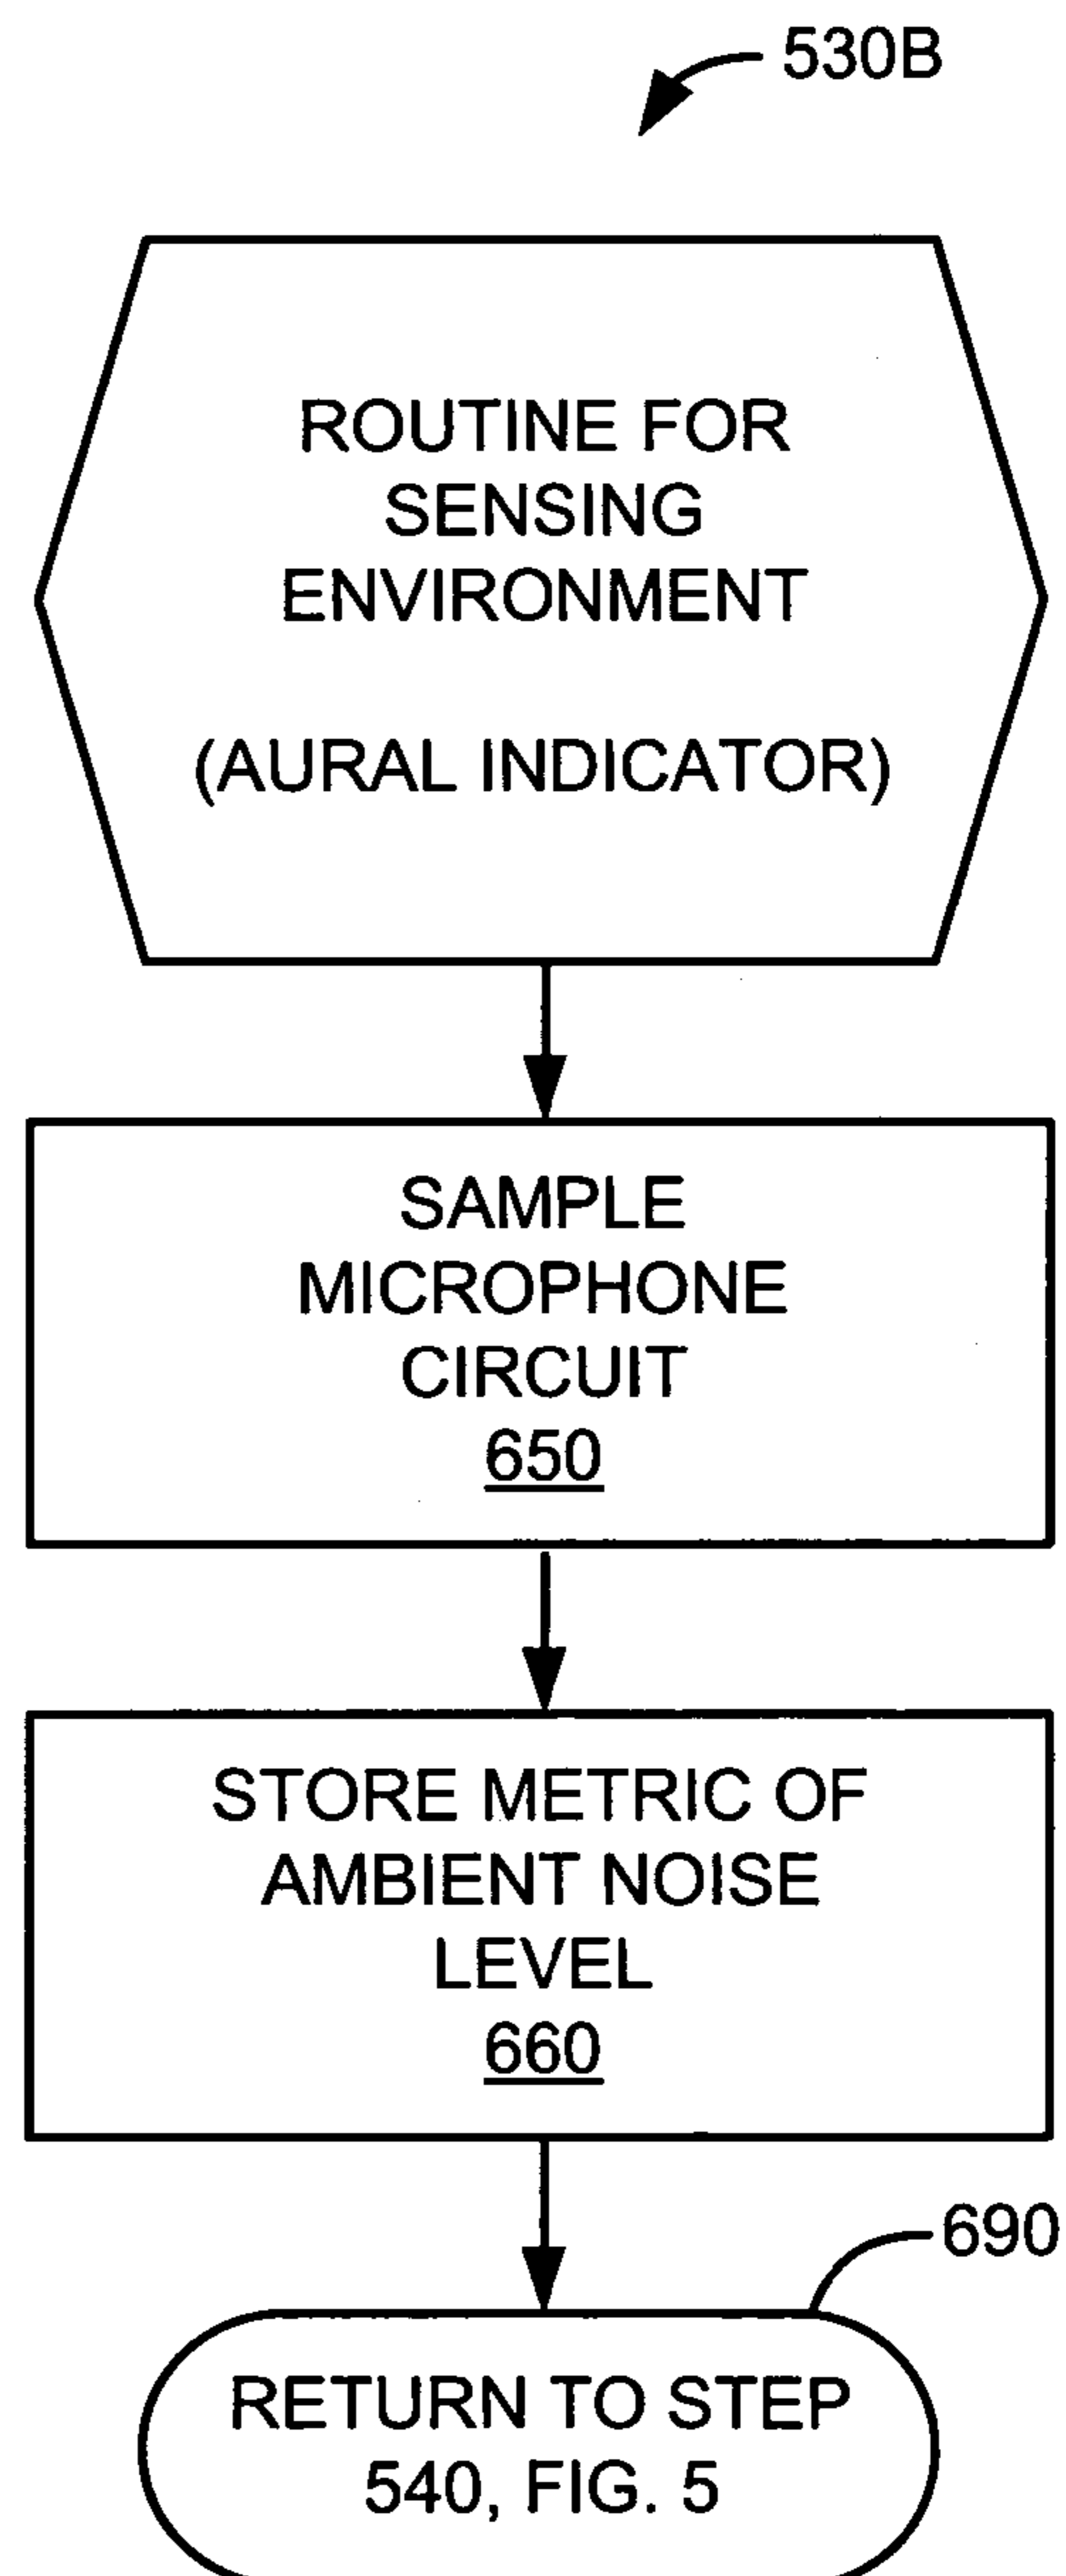 530B
ROUTINE FOR
SENSING
ENVIRONMENT
(AURAL INDICATOR)
SAMPLE
MICROPHONE
CIRCUIT
650
STORE METRIC OF
AMBIENT NOISE
LEVEL
660
690
RETURN TO STEP
540, FIG. 5